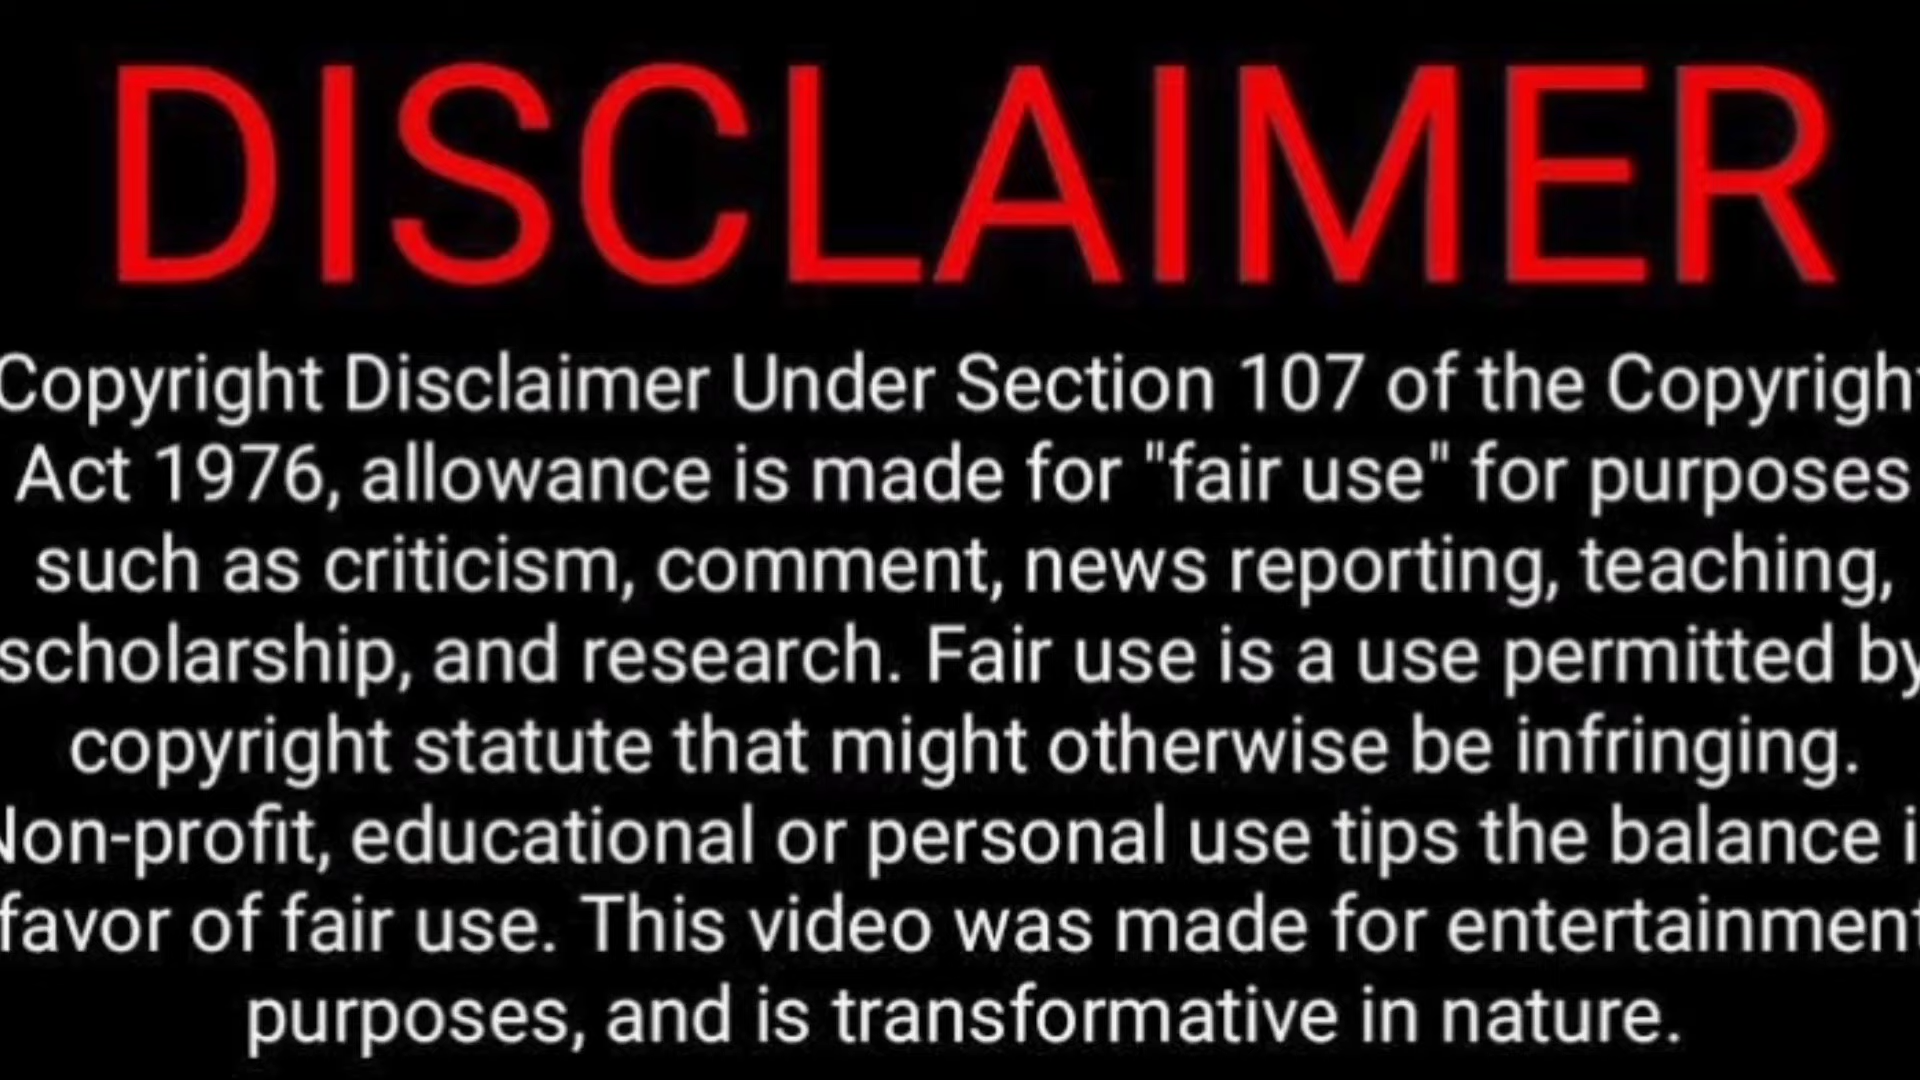 DISCLAIMER
Copyright Disclaimer Under Section 107 of the Copyright
Act 1976, allowance is made for "fair use" for purposes
such as criticism, comment, news reporting, teaching,
scholarship, and research. Fair use is a use permitted by
copyright statute that might otherwise be infringing.
Non-profit, educational or personal use tips the balance i
favor of fair use. This video was made for entertainment
purposes, and is transformative in nature.